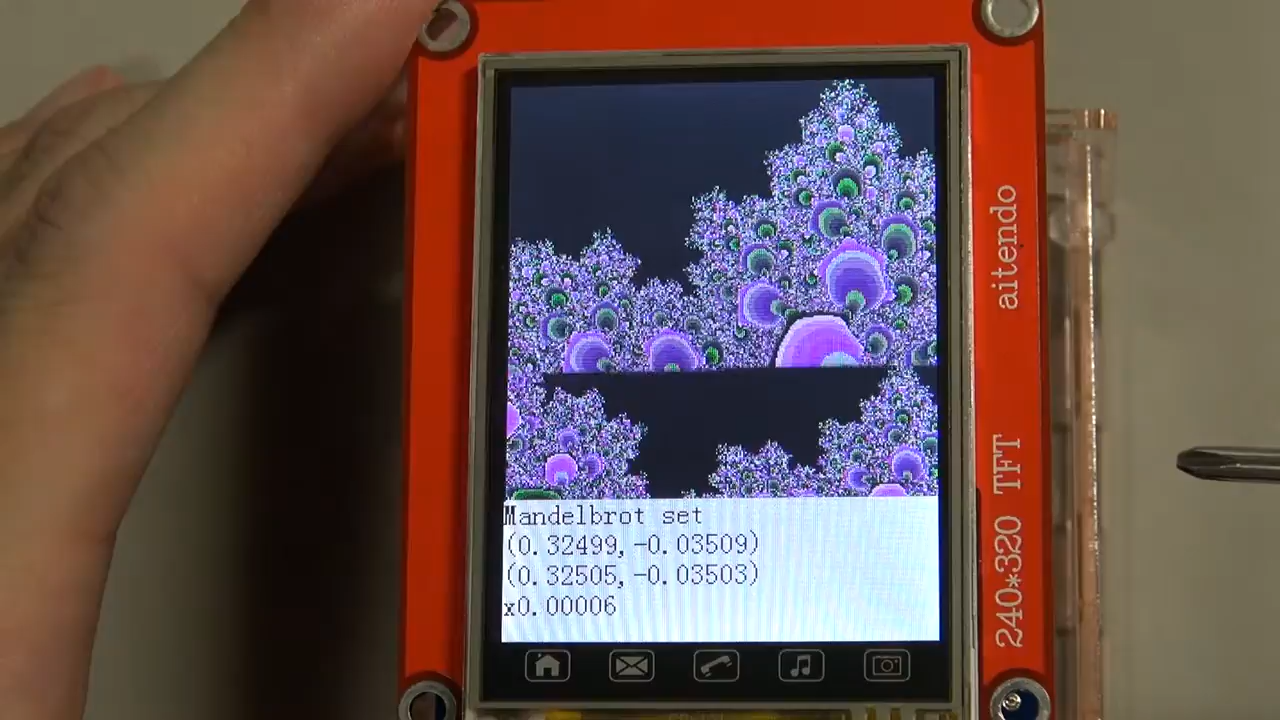 Mandelbrot set
(0.32499,-0.03509)
(0.32505,-0.03503)
x0.00006
aitendo
240*320 TFT